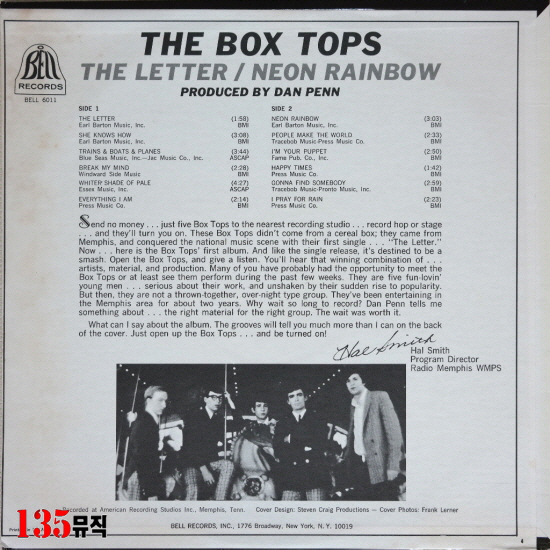 THE BOX TOPS
THE LETTER / NEON RAINBOW
PRODUCED BY DAN PENN
BELL
RECORDS
BELL 6011
SIDE 1
THE LETTER (1:58)
Earl Barton Music, Inc. BMI
SHE KNOWS HOW (3:08)
Earl Barton Music, Inc. BMI
TRAINS & BOATS & PLANES (3:44)
Blue Seas Music, Inc.—Jac Music Co., Inc. ASCAP
BREAK MY MIND (2:28)
Windward Side Music BMI
WHITER SHADE OF PALE (4:27)
Essex Music, Inc. ASCAP
EVERYTHING I AM (2:14)
Press Music Co. BMI
SIDE 2
NEON RAINBOW (3:03)
Earl Barton Music, Inc. BMI
PEOPLE MAKE THE WORLD (2:33)
Tracebob Music-Press Music Co. BMI
I'M YOUR PUPPET (2:50)
Fame Pub. Co., Inc. BMI
HAPPY TIMES (1:42)
Press Music Co. BMI
GONNA FIND SOMEBODY (2:59)
Tracebob Music-Pronto Music, Inc. BMI
I PRAY FOR RAIN (2:23)
Press Music Co. BMI
Send no money . . . just five Box Tops to the nearest recording studio . . . record hop or stage
. . . and they'll turn you on. These Box Tops didn't come from a cereal box; they came from
Memphis, and conquered the national music scene with their first single . . . "The Letter."
Now . . . here is the Box Tops' first album. And like the single release, it's destined to be a
smash. Open the Box Tops, and give a listen. You'll hear that winning combination of . . .
artists, material, and production. Many of you have probably had the opportunity to meet the
Box Tops or at least see them perform during the past few weeks. They are five fun-lovin'
young men . . . serious about their work, and unshaken by their sudden rise to popularity.
But then, they are not a thrown-together, over-night type group. They've been entertaining in
the Memphis area for about two years. Why wait so long to record? Dan Penn tells me
something about . . . the right material for the right group. The wait was worth it.
What can I say about the album. The grooves will tell you much more than I can on the back
of the cover. Just open up the Box Tops . . . and be turned on!
Hal Smith
Hal Smith
Program Director
Radio Memphis WMPS
Recorded at American Recording Studios Inc., Memphis, Tenn. Cover Design: Steven Craig Productions — Cover Photos: Frank Lerner
BELL RECORDS, INC., 1776 Broadway, New York, N. Y. 10019
135뮤직